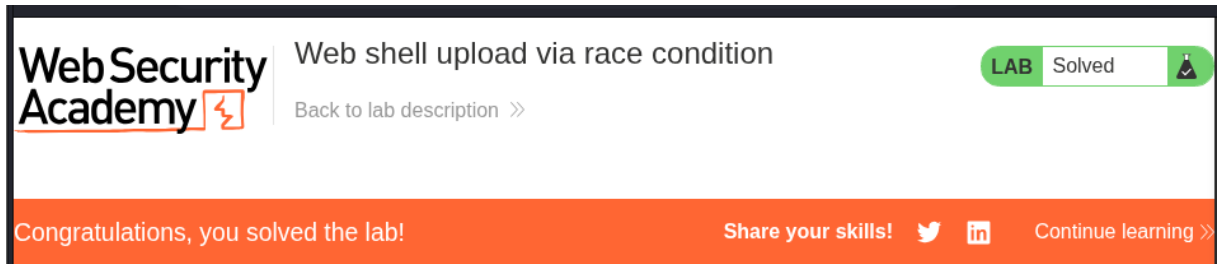 Web Security
Academy
Web shell upload via race condition
Back to lab description
LAB Solved
Congratulations, you solved the lab!
Share your skills!
Continue learning